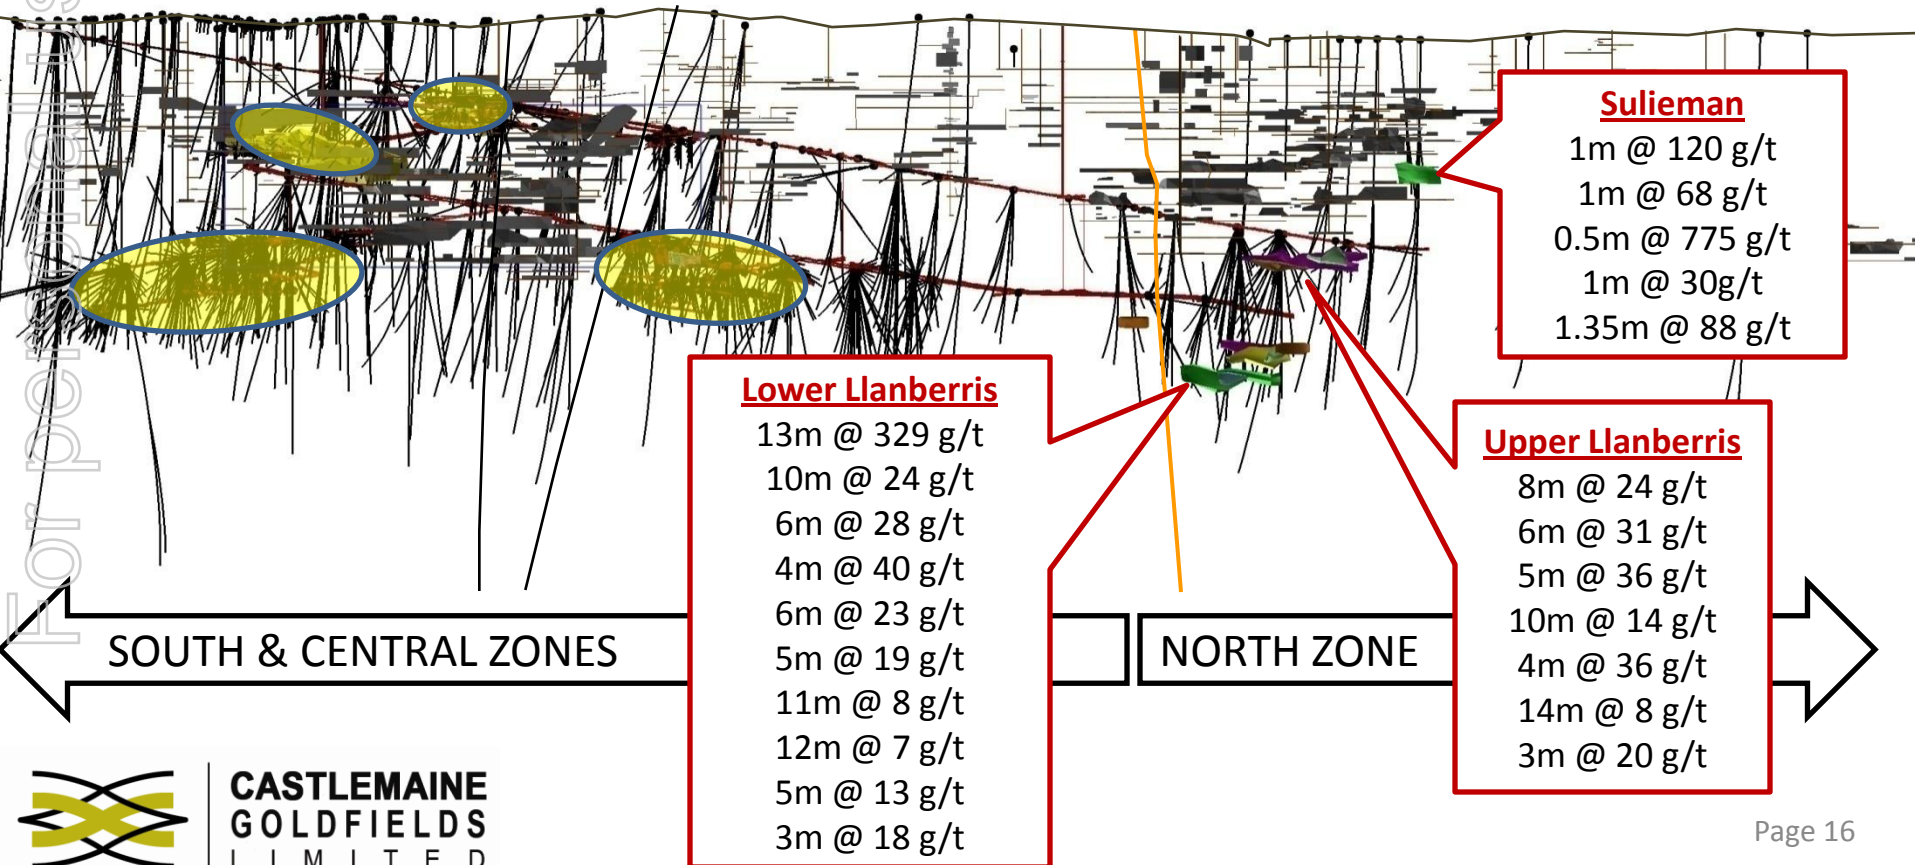 For personal us
Sulieman
1m @ 120 g/t
1m @ 68 g/t
0.5m @ 775 g/t
1m @ 30g/t
1.35m @ 88 g/t
Lower Llanberris
13m @ 329 g/t
10m @ 24 g/t
6m @ 28 g/t
4m @ 40 g/t
6m @ 23 g/t
5m @ 19 g/t
11m @ 8 g/t
12m @ 7 g/t
5m @ 13 g/t
3m @ 18 g/t
Upper Llanberris
8m @ 24 g/t
6m @ 31 g/t
5m @ 36 g/t
10m @ 14 g/t
4m @ 36 g/t
14m @ 8 g/t
3m @ 20 g/t
SOUTH & CENTRAL ZONES
NORTH ZONE
CASTLEMAINE
GOLDFIELDS
LIMITED
Page 16